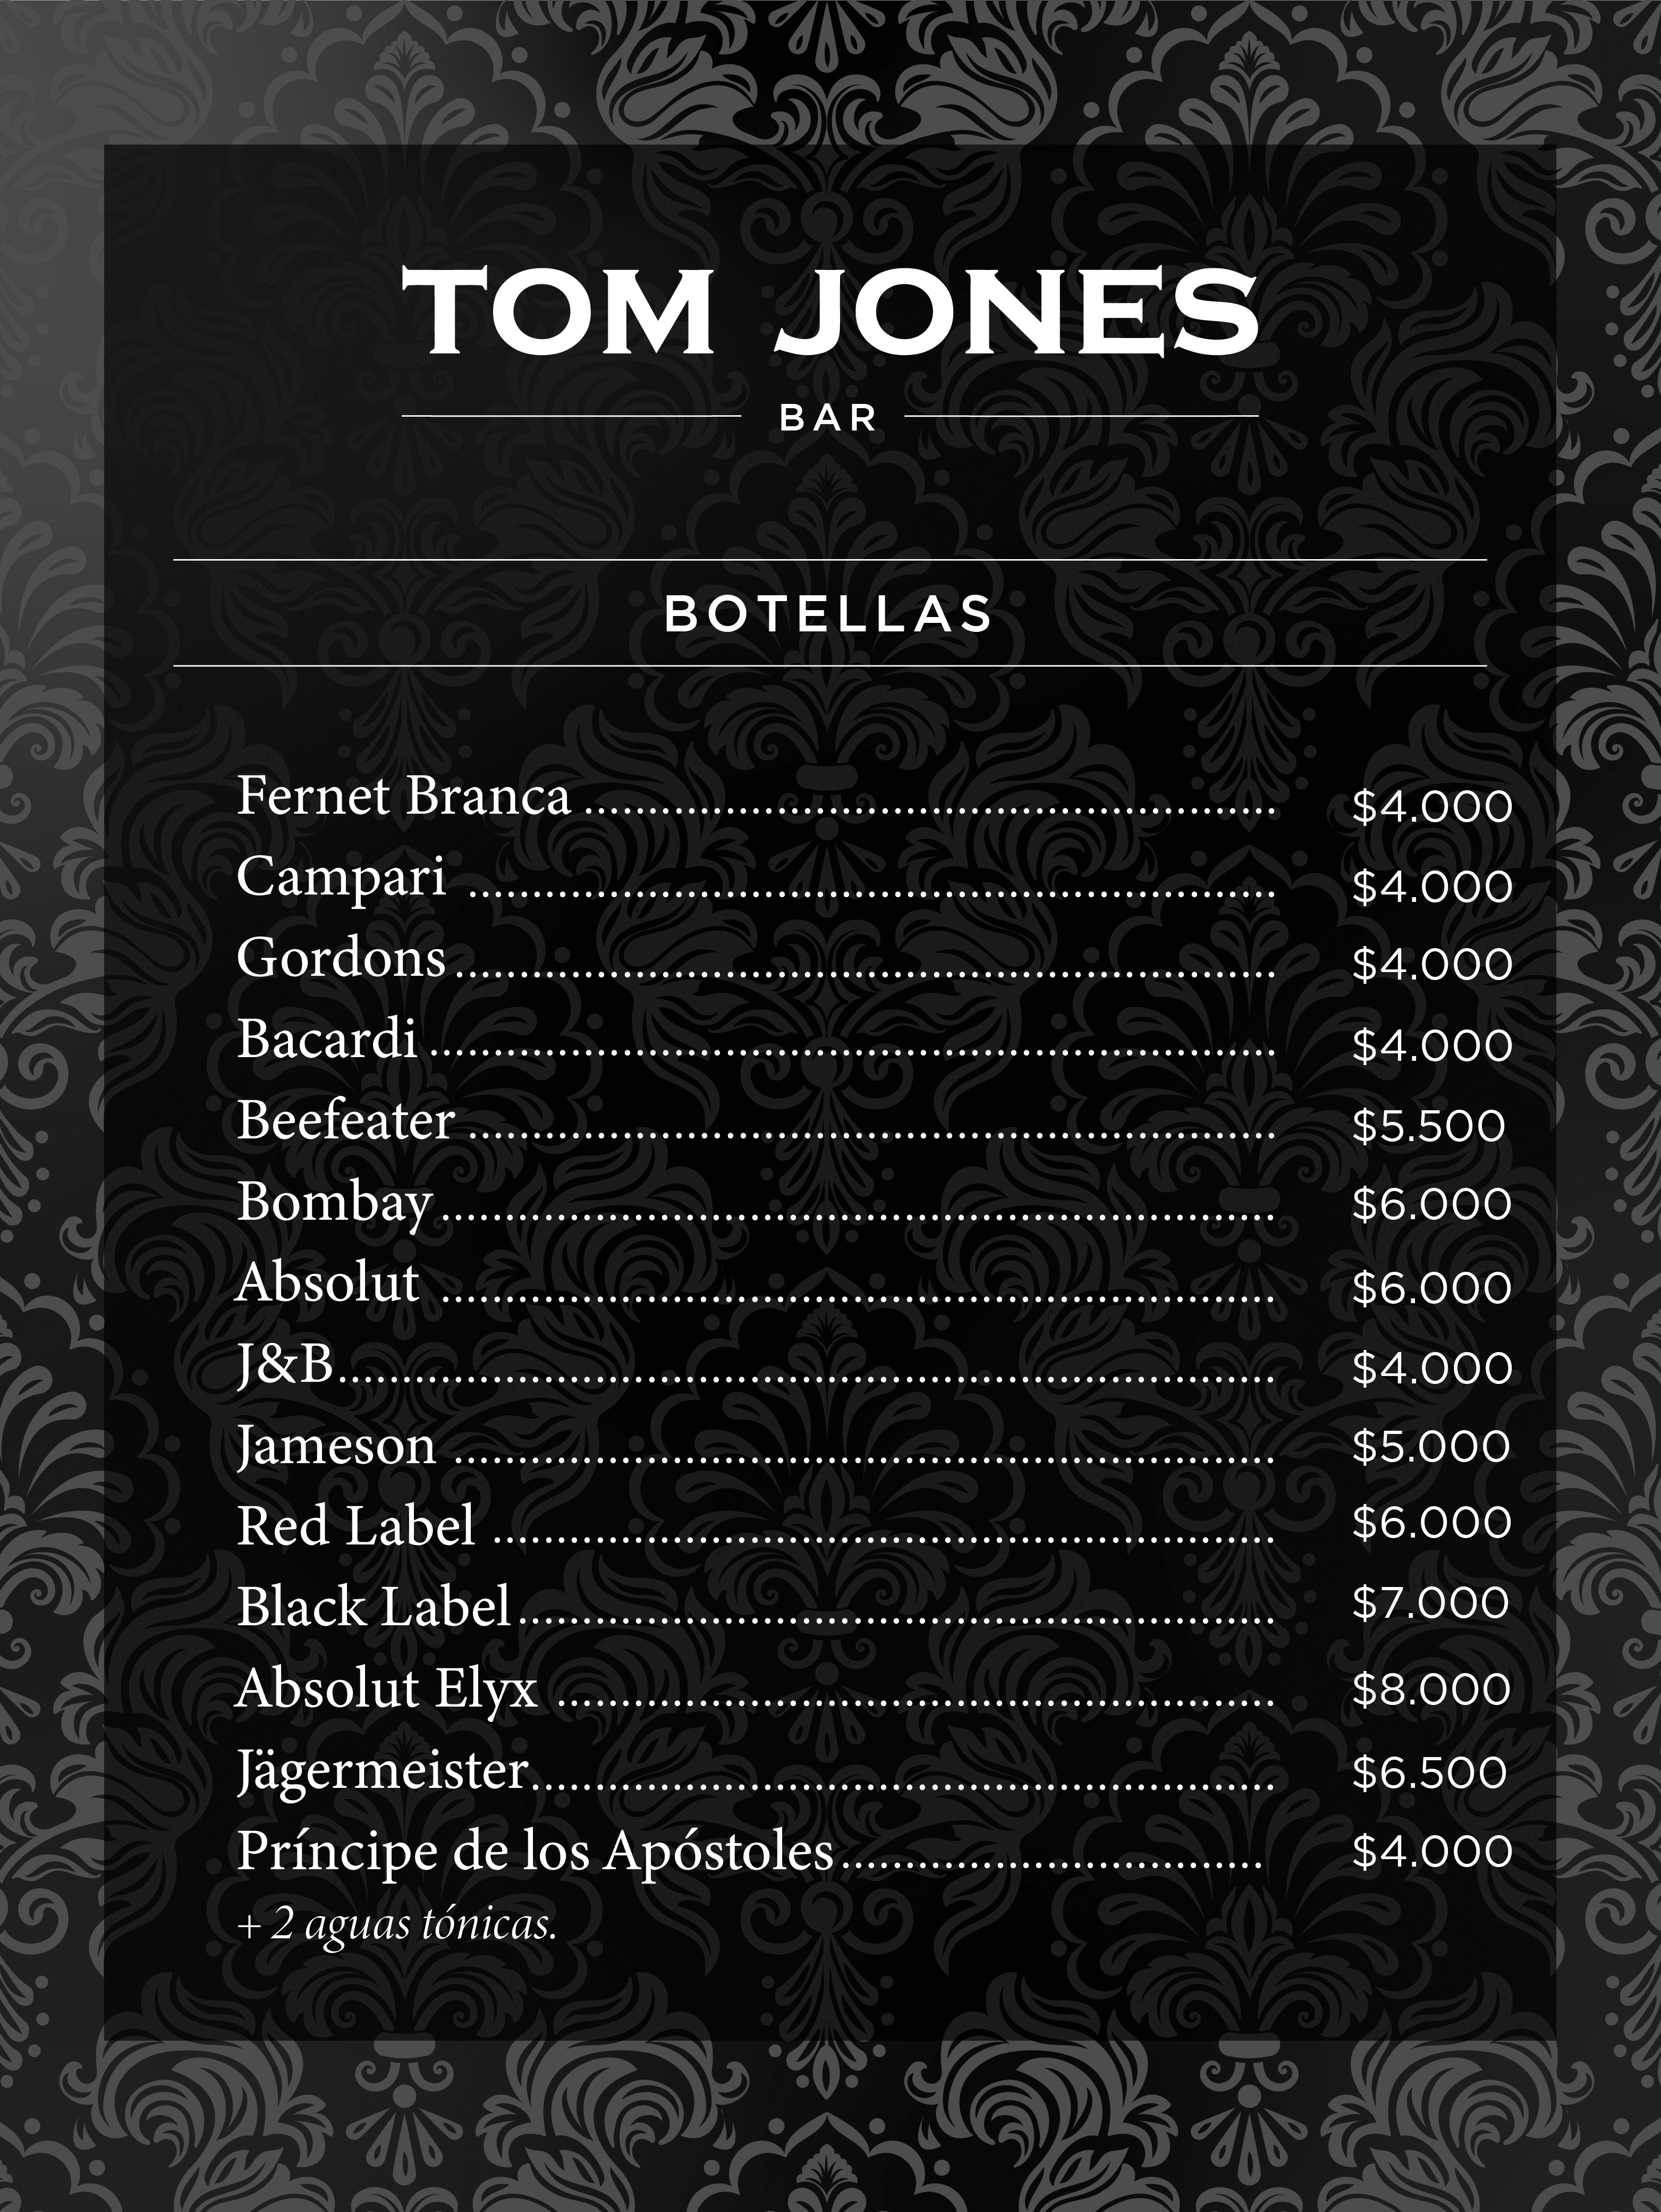 TOM JONES
BAR
BOTELLAS
Fernet Branca ........................................................ $4.000
Campari ........................................................ $4.000
Gordons ........................................................ $4.000
Bacardi ........................................................ $4.000
Beefeater ........................................................ $5.500
Bombay ........................................................ $6.000
Absolut ........................................................ $6.000
J&B ........................................................ $4.000
Jameson ........................................................ $5.000
Red Label ........................................................ $6.000
Black Label ........................................................ $7.000
Absolut Elyx ........................................................ $8.000
Jägermeister ........................................................ $6.500
Príncipe de los Apóstoles ................................. $4.000
+ 2 aguas tónicas.